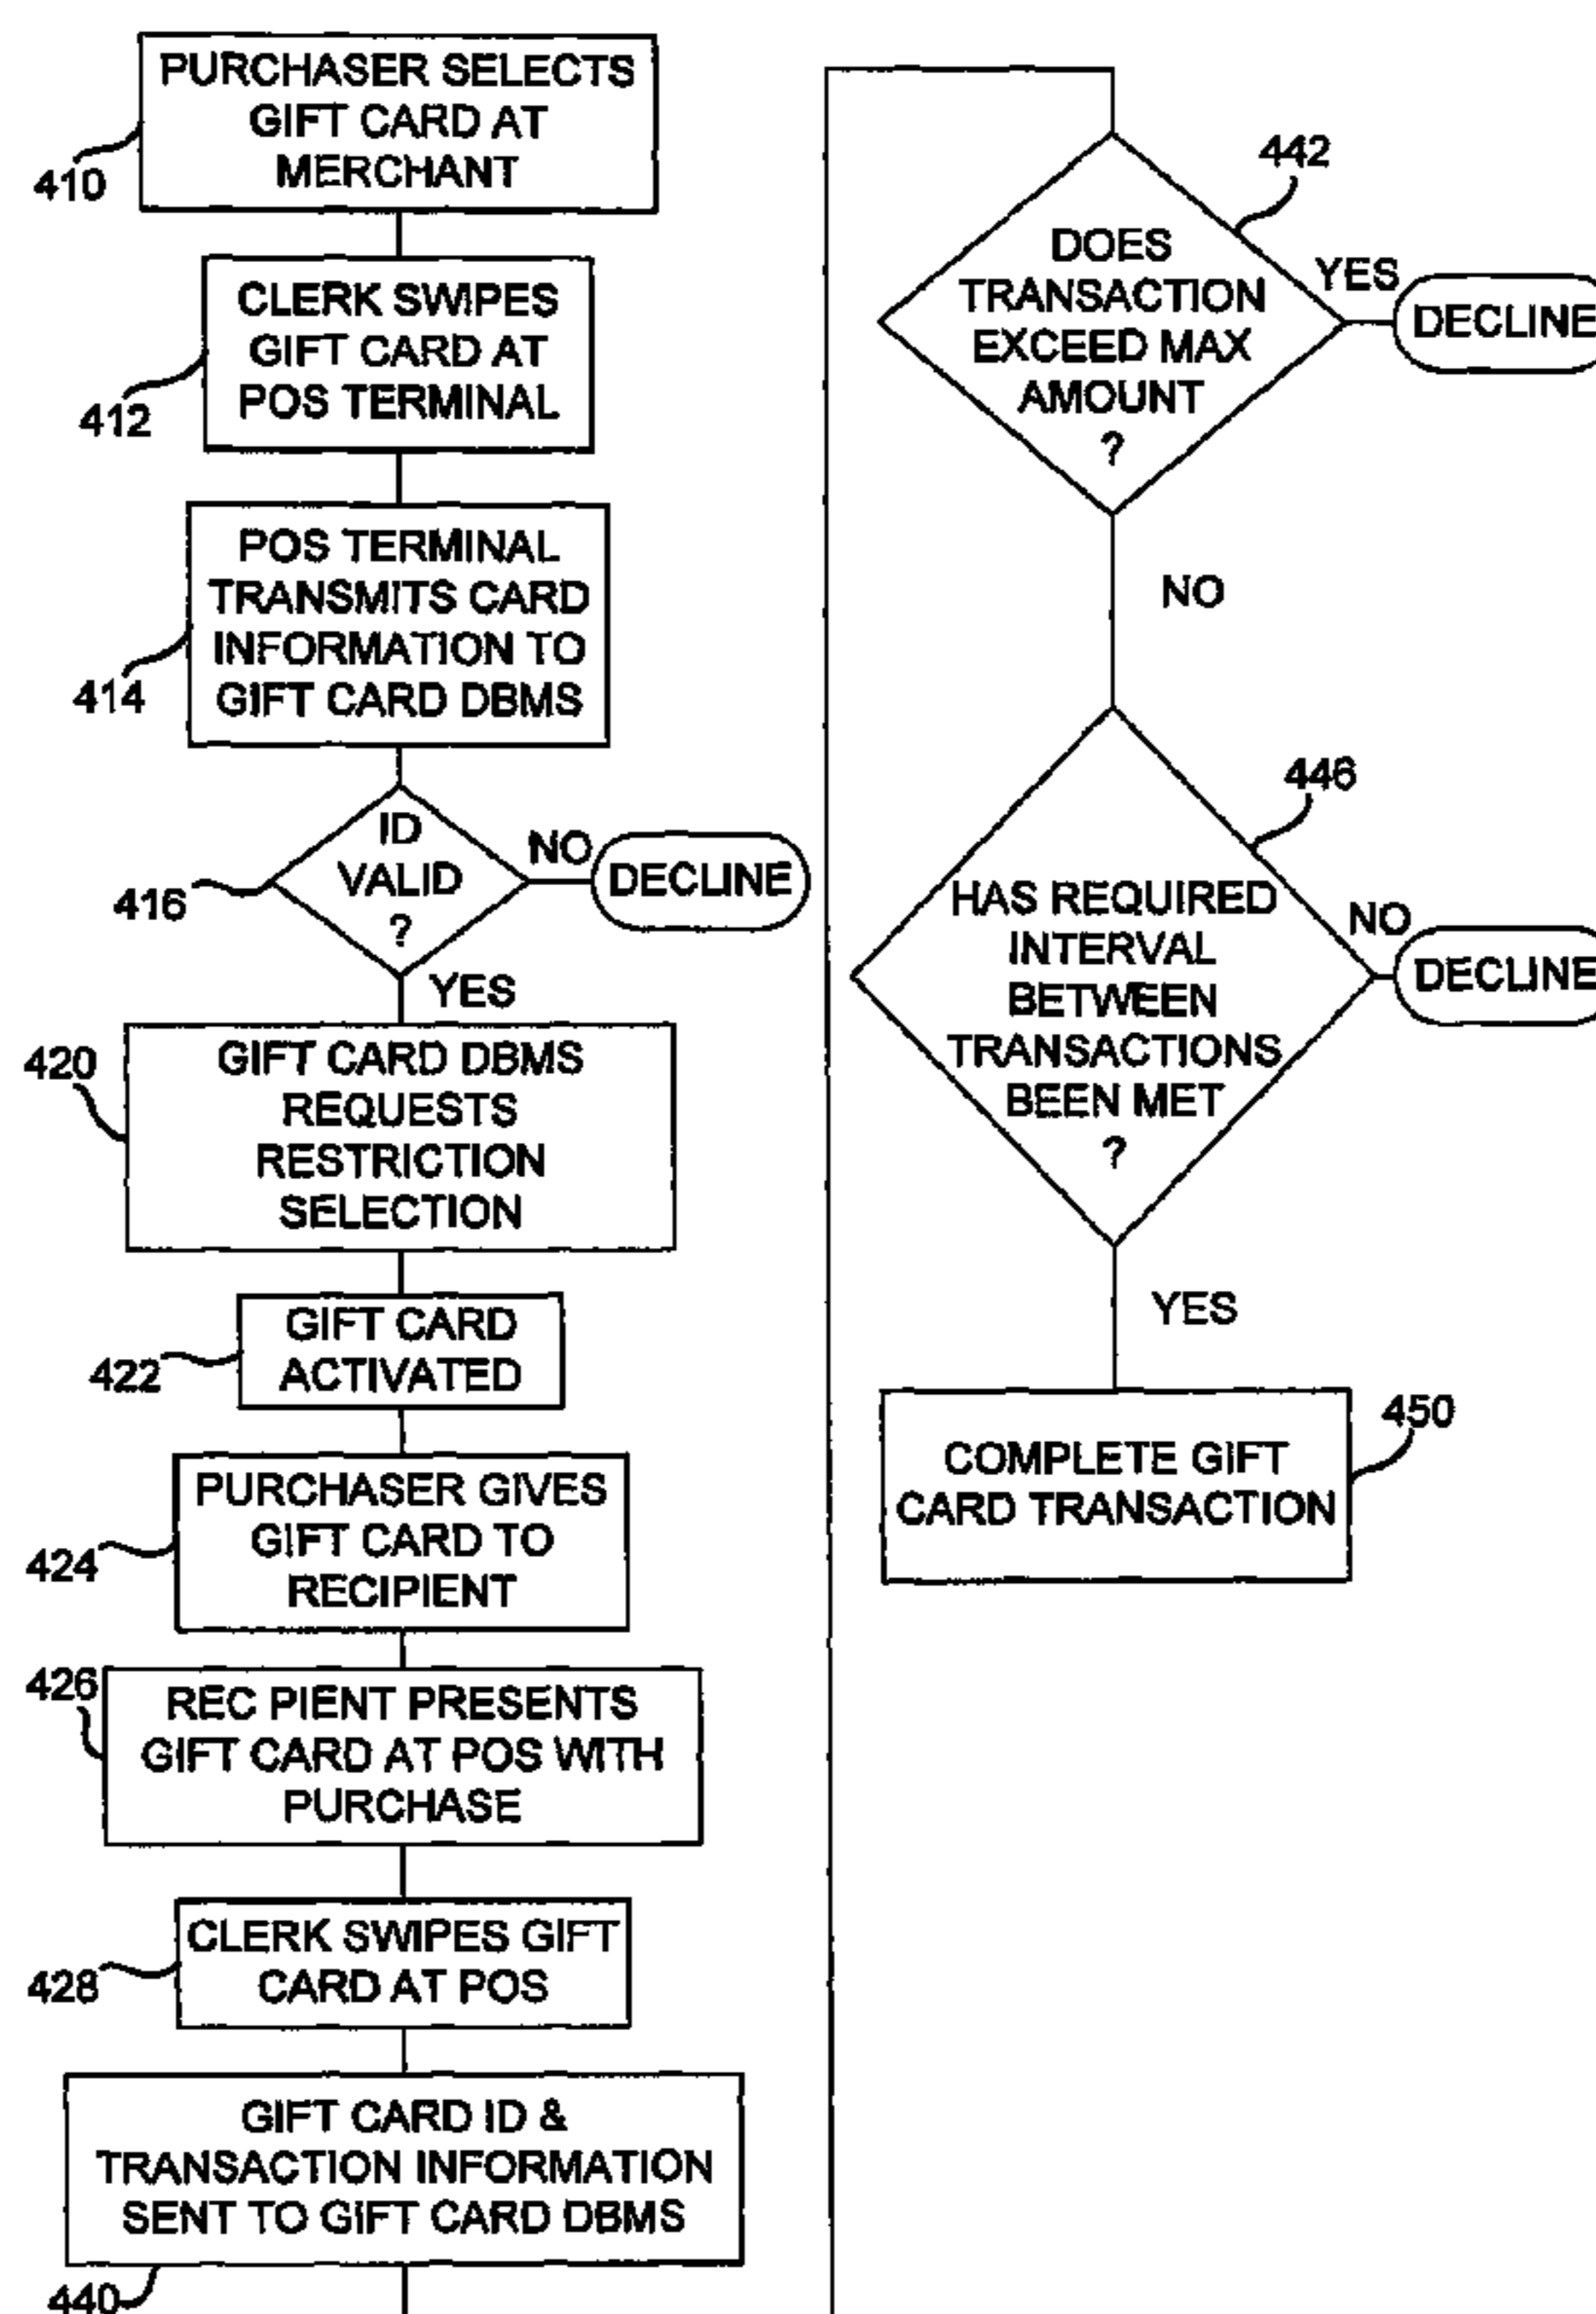 PURCHASER SELECTS
GIFT CARD AT
MERCHANT
410
CLERK SWIPES
GIFT CARD AT
POS TERMINAL
412
POS TERMINAL
TRANSMITS CARD
INFORMATION TO
GIFT CARD DBMS
414
ID
VALID
?
416
NO
DECLINE
YES
420
GIFT CARD DBMS
REQUESTS
RESTRICTION
SELECTION
GIFT CARD
ACTIVATED
422
PURCHASER GIVES
GIFT CARD TO
RECIPIENT
424
426
REC PIENT PRESENTS
GIFT CARD AT POS WITH
PURCHASE
CLERK SWIPES GIFT
CARD AT POS
428
GIFT CARD ID &
TRANSACTION INFORMATION
SENT TO GIFT CARD DBMS
440
442
DOES
TRANSACTION
EXCEED MAX
AMOUNT
?
YES
DECLINE
NO
446
HAS REQUIRED
INTERVAL
BETWEEN
TRANSACTIONS
BEEN MET
?
NO
DECLINE
YES
450
COMPLETE GIFT
CARD TRANSACTION